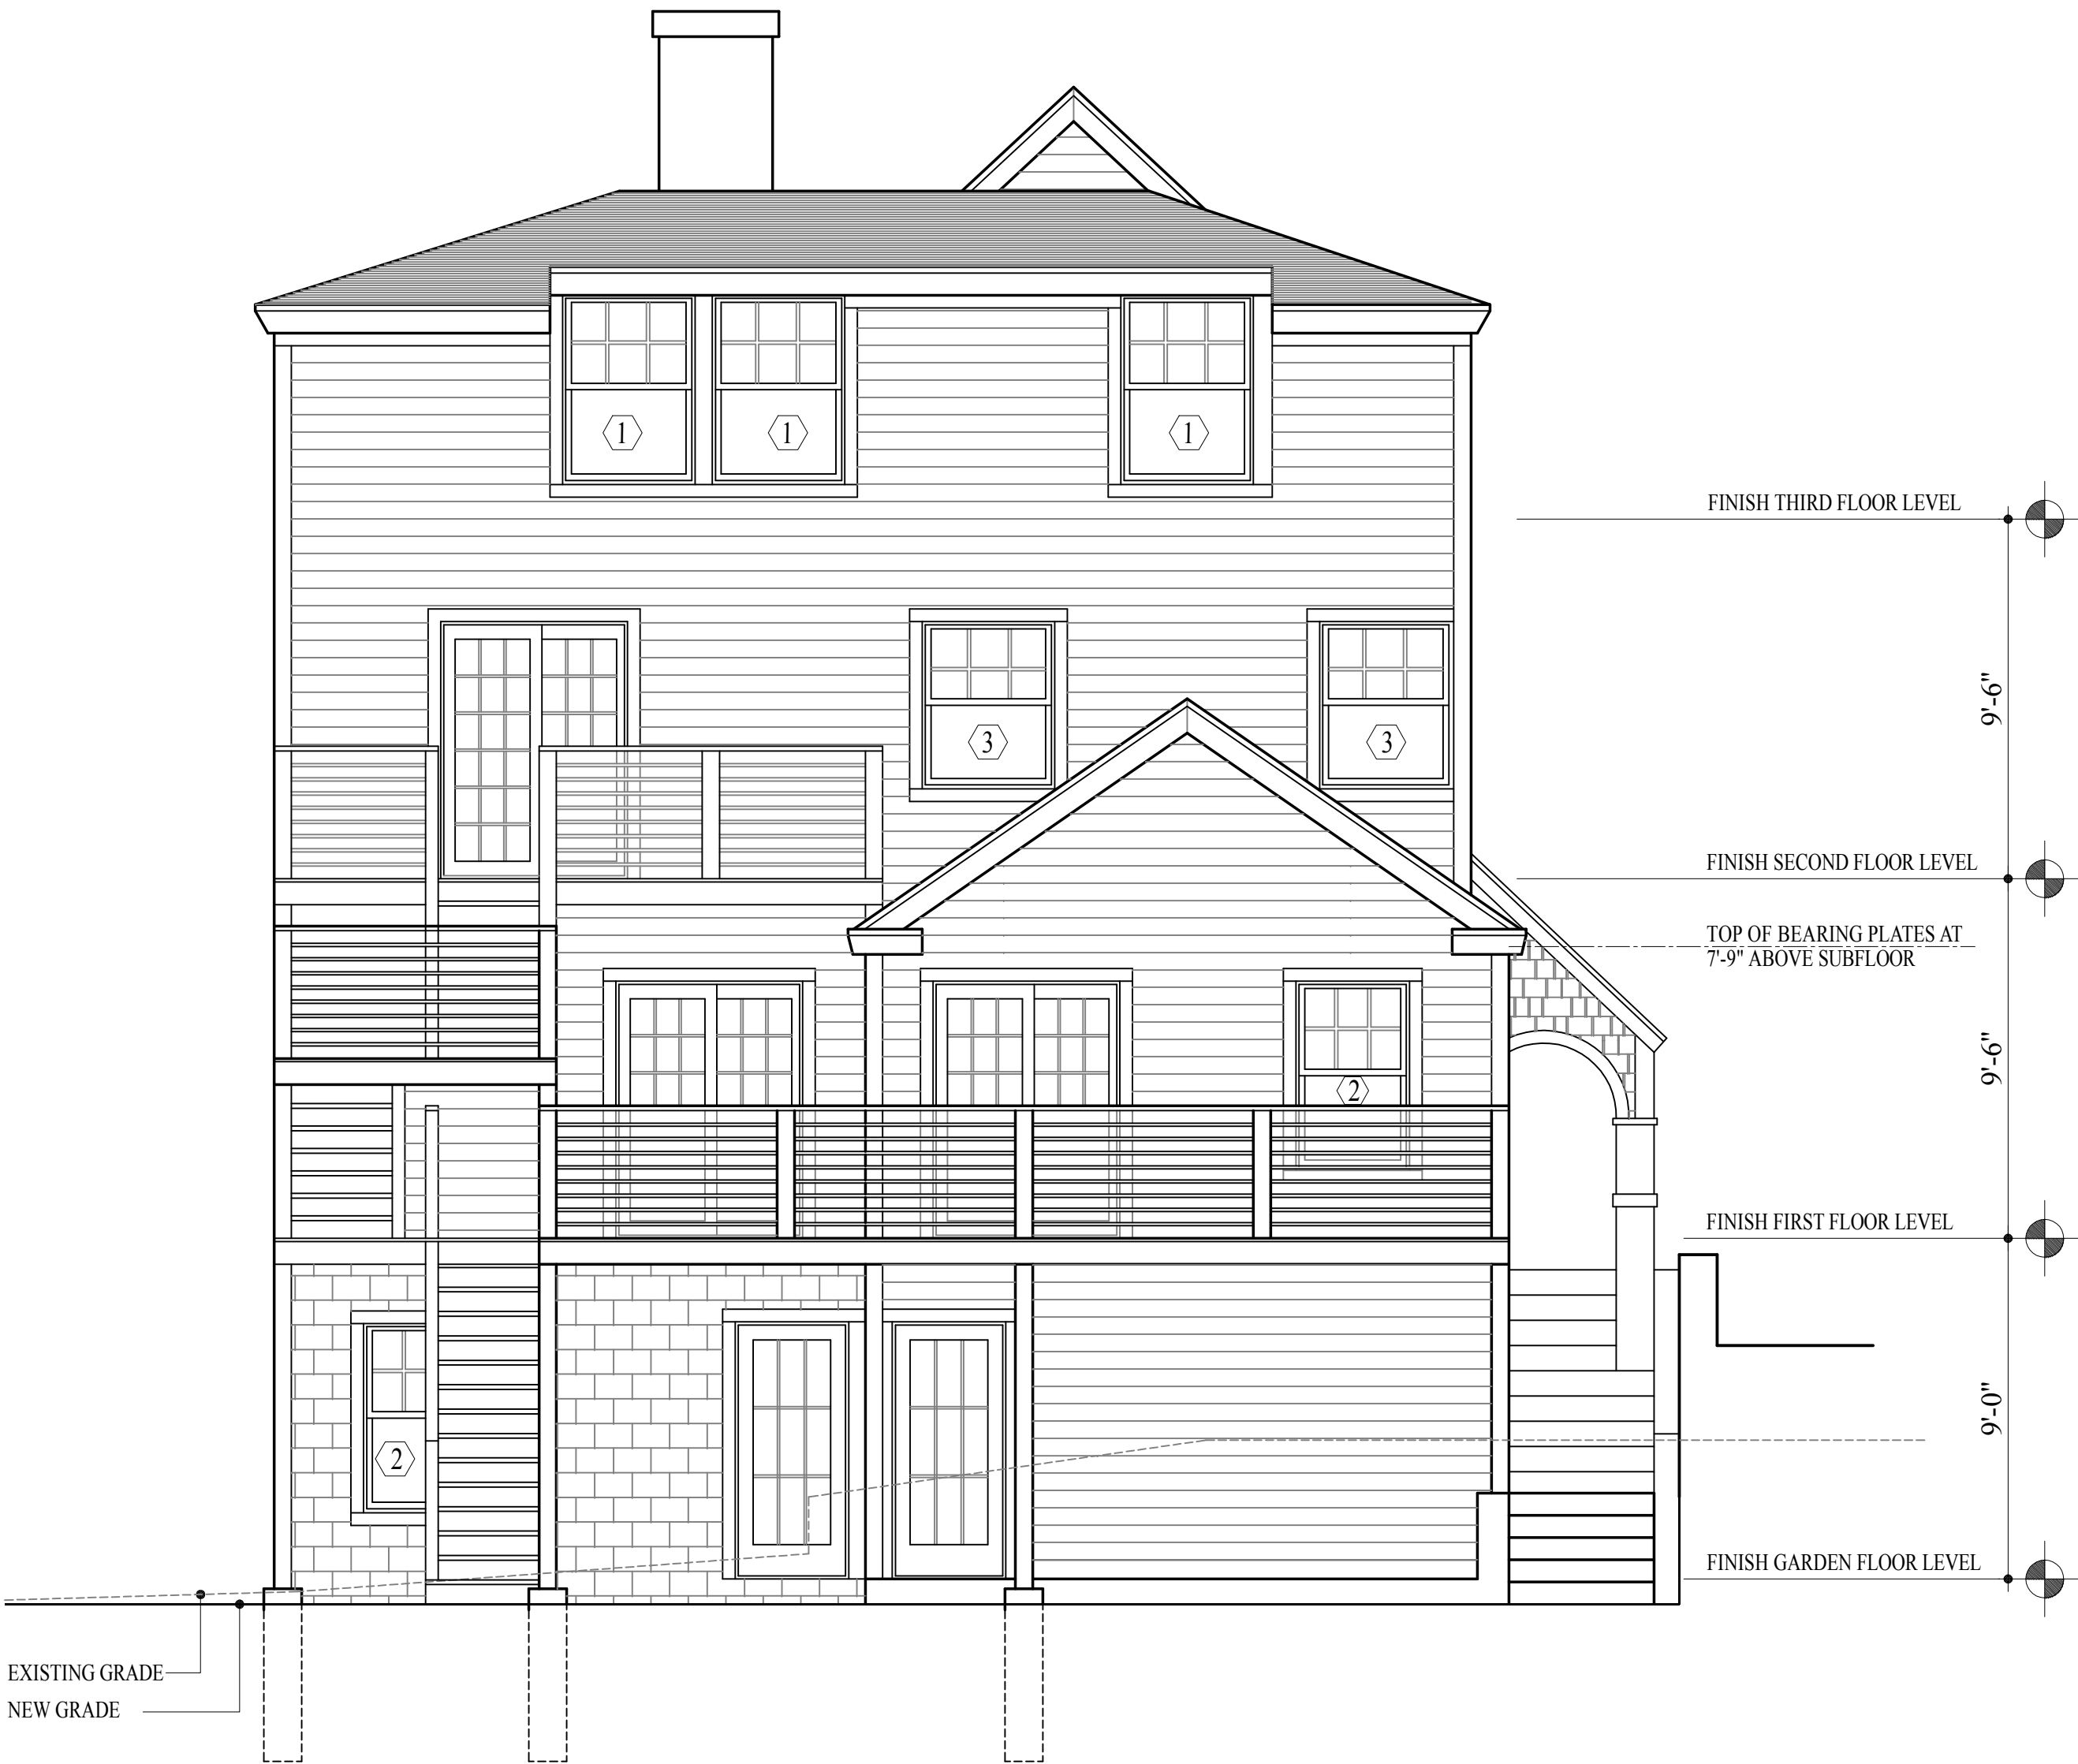 1 1 1
FINISH THIRD FLOOR LEVEL
9'-6"
3 3
FINISH SECOND FLOOR LEVEL
TOP OF BEARING PLATES AT
7'-9" ABOVE SUBFLOOR
9'-6"
2
FINISH FIRST FLOOR LEVEL
9'-0"
2
FINISH GARDEN FLOOR LEVEL
EXISTING GRADE
NEW GRADE